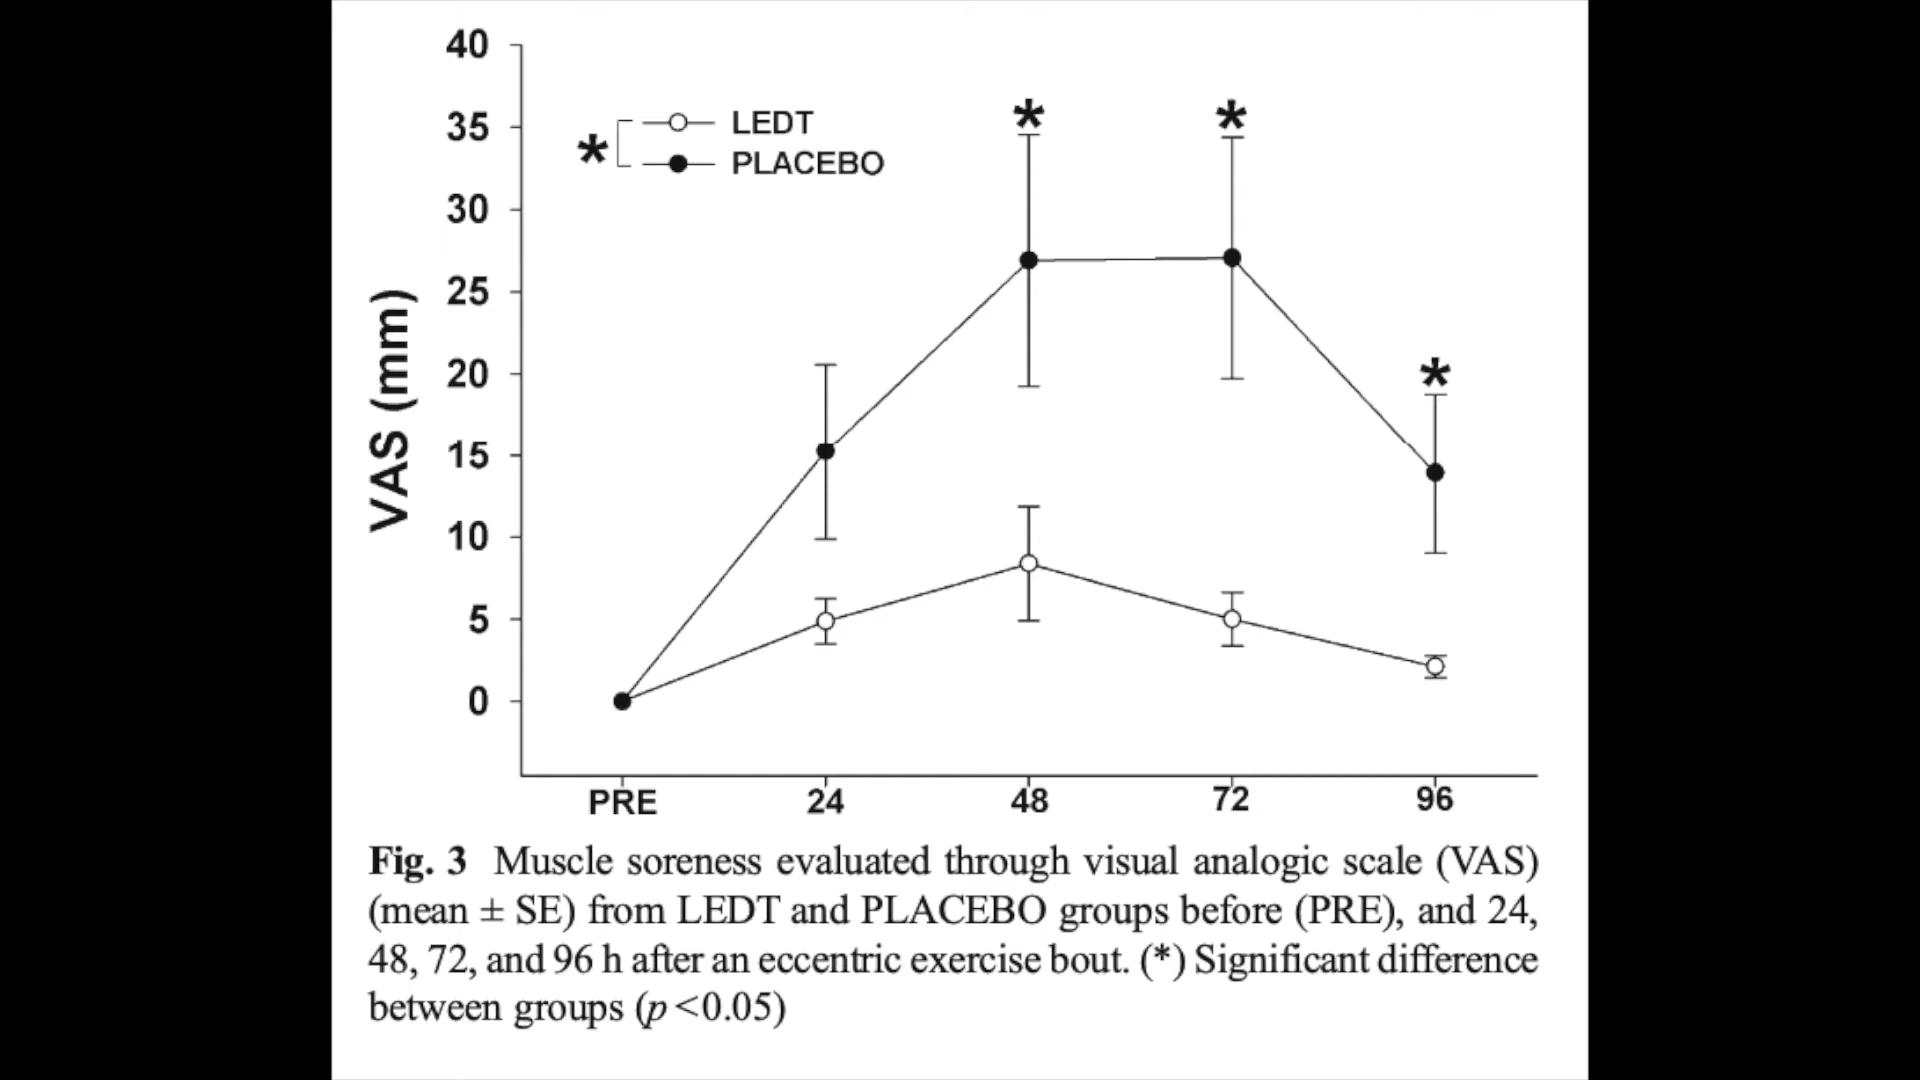 40
35
30
25
20
15
10
5
0
VAS (mm)
* LEDT
PLACEBO
* * *
PRE 24 48 72 96
Fig. 3 Muscle soreness evaluated through visual analogic scale (VAS)
(mean ± SE) from LEDT and PLACEBO groups before (PRE), and 24,
48, 72, and 96 h after an eccentric exercise bout. (*) Significant difference
between groups (p <0.05)